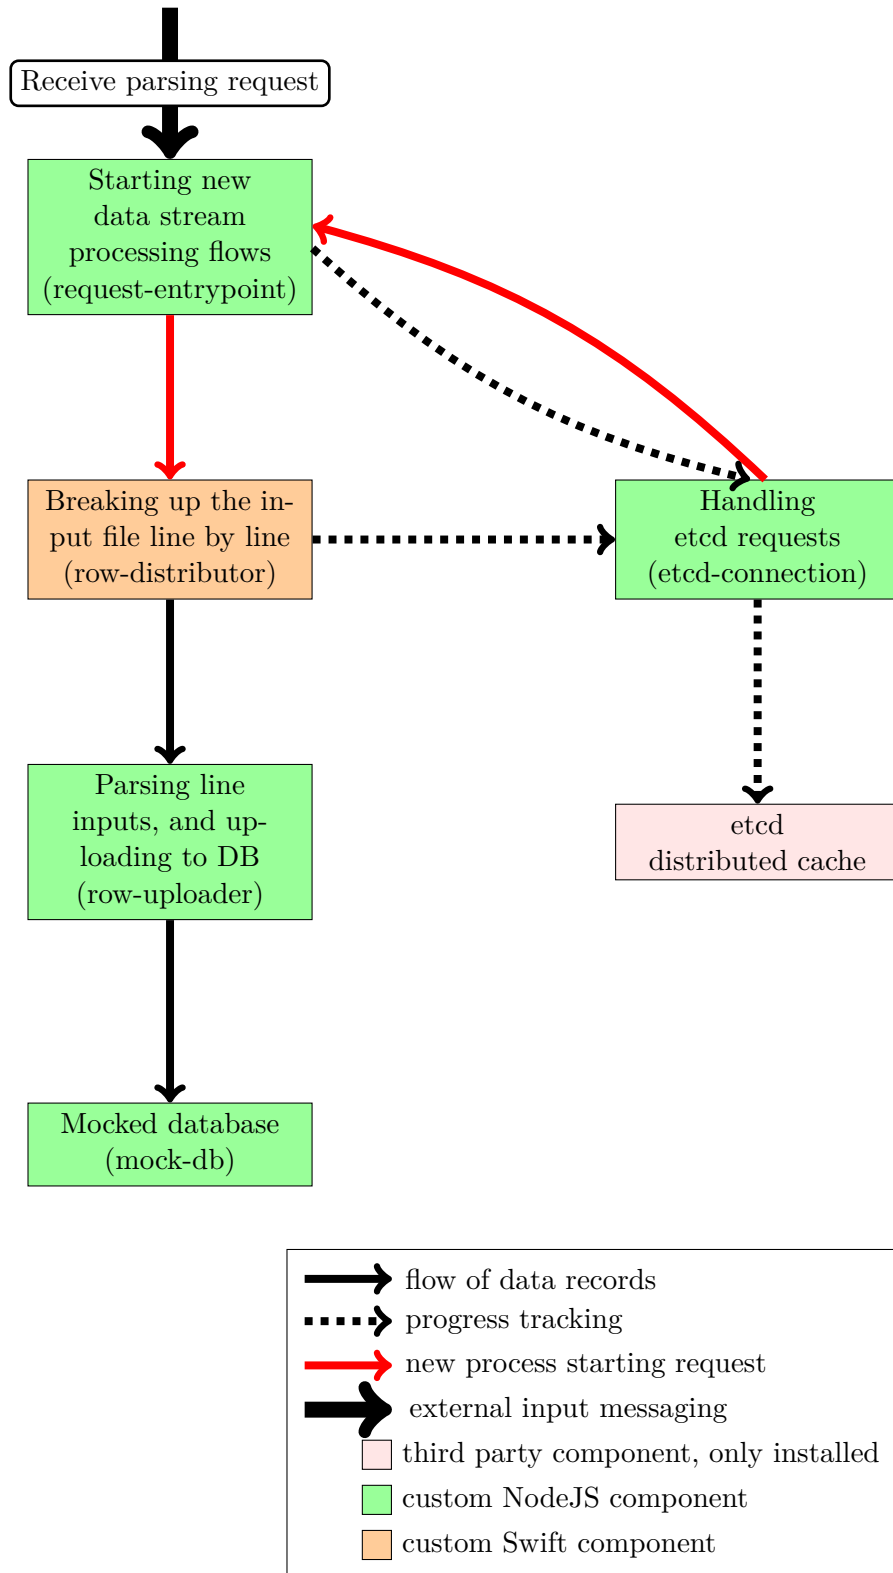 Receive parsing request
Starting new
data stream
processing flows
(request-entrypoint)
Breaking up the in-
put file line by line
(row-distributor)
Handling
etcd requests
(etcd-connection)
Parsing line
inputs, and up-
loading to DB
(row-uploader)
etcd
distributed cache
Mocked database
(mock-db)
flow of data records
progress tracking
new process starting request
external input messaging
third party component, only installed
custom NodeJS component
custom Swift component